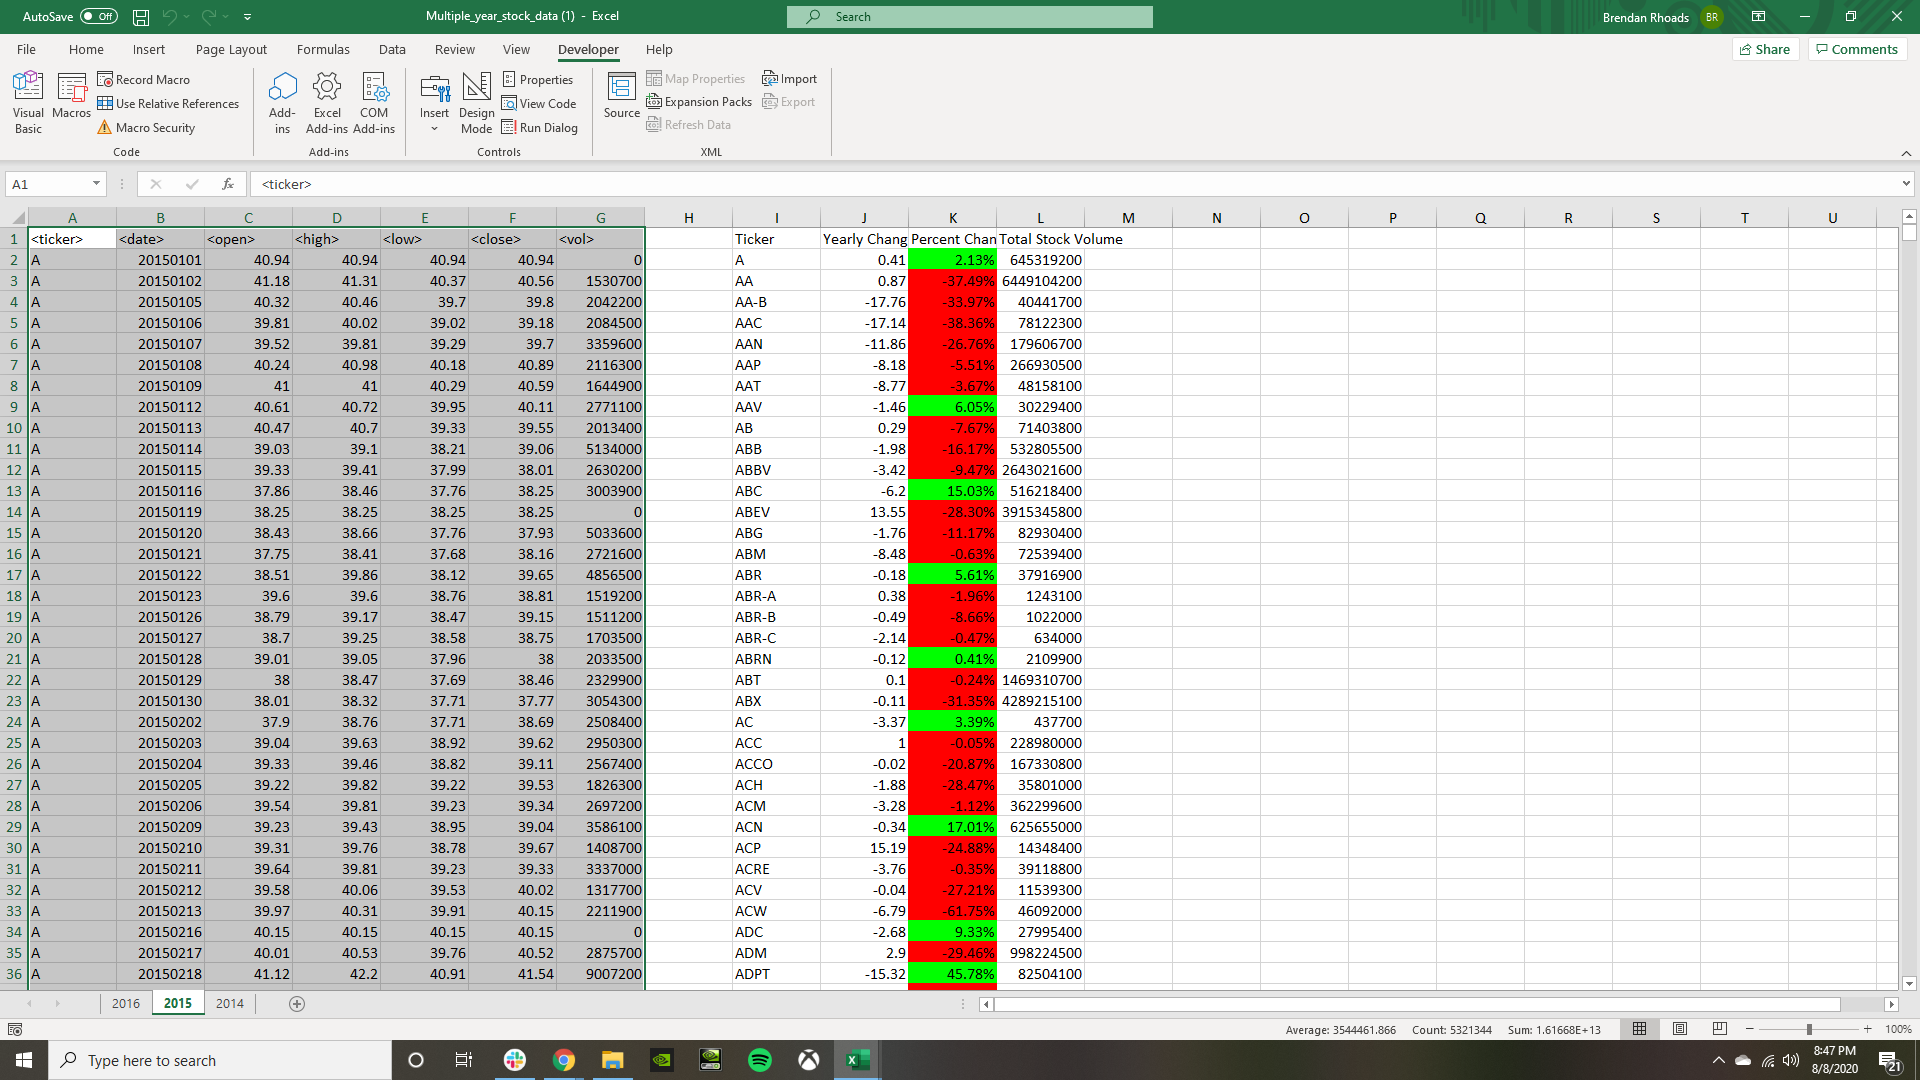 AutoSave Off Multiple_year_stock_data (1) - Excel Search Brendan Rhoads BR
File Home Insert Page Layout Formulas Data Review View Developer Help Share Comments
Visual Basic
Macros
Record Macro
Use Relative References
Macro Security
Code
Add-ins
Excel Add-ins
COM Add-ins
Add-ins
Insert
Design Mode
Properties
View Code
Run Dialog
Controls
Source
Map Properties
Expansion Packs
Refresh Data
Import
Export
XML
A1 fx <ticker>
A B C D E F G H I J K L M N O P Q R S T U
1 <ticker> <date> <open> <high> <low> <close> <vol> Ticker Yearly Chang Percent Chan Total Stock Volume
2 A 20150101 40.94 40.94 40.94 40.94 0 A 0.41 2.13% 645319200
3 A 20150102 41.18 41.31 40.37 40.56 1530700 AA 0.87 -37.49% 6449104200
4 A 20150105 40.32 40.46 39.7 39.8 2042200 AA-B -17.76 -33.97% 40441700
5 A 20150106 39.81 40.02 39.02 39.18 2084500 AAC -17.14 -38.36% 78122300
6 A 20150107 39.52 39.81 39.29 39.7 3359600 AAN -11.86 -26.76% 179606700
7 A 20150108 40.24 40.98 40.18 40.89 2116300 AAP -8.18 -5.51% 266930500
8 A 20150109 41 41 40.29 40.59 1644900 AAT -8.77 -3.67% 48158100
9 A 20150112 40.61 40.72 39.95 40.11 2771100 AAV -1.46 6.05% 30229400
10 A 20150113 40.47 40.7 39.33 39.55 2013400 AB 0.29 -7.67% 71403800
11 A 20150114 39.03 39.1 38.21 39.06 5134000 ABB -1.98 -16.17% 532805500
12 A 20150115 39.33 39.41 37.99 38.01 2630200 ABBV -3.42 -9.47% 2643021600
13 A 20150116 37.86 38.46 37.76 38.25 3003900 ABC -6.2 15.03% 516218400
14 A 20150119 38.25 38.25 38.25 38.25 0 ABEV 13.55 -28.30% 3915345800
15 A 20150120 38.43 38.66 37.76 37.93 5033600 ABG -1.76 -11.17% 82930400
16 A 20150121 37.75 38.41 37.68 38.16 2721600 ABM -8.48 -0.63% 72539400
17 A 20150122 38.51 39.86 38.12 39.65 4856500 ABR -0.18 5.61% 37916900
18 A 20150123 39.6 39.6 38.76 38.81 1519200 ABR-A 0.38 -1.96% 1243100
19 A 20150126 38.79 39.17 38.47 39.15 1511200 ABR-B -0.49 -8.66% 1022000
20 A 20150127 38.7 39.25 38.58 38.75 1703500 ABR-C -2.14 -0.47% 634000
21 A 20150128 39.01 39.05 37.96 38 2033500 ABRN -0.12 0.41% 2109900
22 A 20150129 38 38.47 37.69 38.46 2329900 ABT 0.1 -0.24% 1469310700
23 A 20150130 38.01 38.32 37.71 37.77 3054300 ABX -0.11 -31.35% 4289215100
24 A 20150202 37.9 38.76 37.71 38.69 2508400 AC -3.37 3.39% 437700
25 A 20150203 39.04 39.63 38.92 39.62 2950300 ACC 1 -0.05% 228980000
26 A 20150204 39.33 39.46 38.82 39.11 2567400 ACCO -0.02 -20.87% 167330800
27 A 20150205 39.22 39.82 39.22 39.53 1826300 ACH -1.88 -28.47% 35801000
28 A 20150206 39.54 39.81 39.23 39.34 2697200 ACM -3.28 -1.12% 362299600
29 A 20150209 39.23 39.43 38.95 39.04 3586100 ACN -0.34 17.01% 625655000
30 A 20150210 39.31 39.76 38.78 39.67 1408700 ACP 15.19 -24.88% 14348400
31 A 20150211 39.64 39.81 39.23 39.33 3337000 ACRE -3.76 -0.35% 39118800
32 A 20150212 39.58 40.06 39.53 40.02 1317700 ACV -0.04 -27.21% 11539300
33 A 20150213 39.97 40.31 39.91 40.15 2211900 ACW -6.79 -61.75% 46092000
34 A 20150216 40.15 40.15 40.15 40.15 0 ADC -2.68 9.33% 27995400
35 A 20150217 40.01 40.53 39.76 40.52 2875700 ADM 2.9 -29.46% 998224500
36 A 20150218 41.12 42.2 40.91 41.54 9007200 ADPT -15.32 45.78% 82504100
2016 2015 2014
Average: 3544461.866 Count: 5321344 Sum: 1.61668E+13 100%
Type here to search
8:47 PM
8/8/2020
21